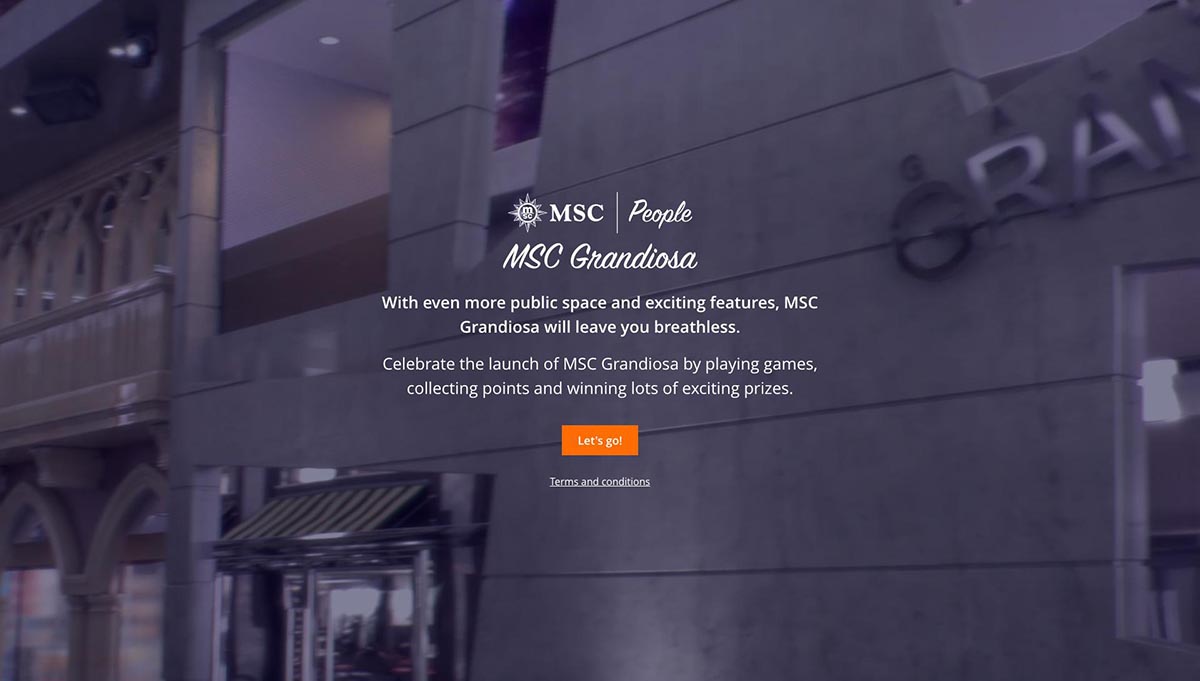 GRAN
MSC | People
MSC Grandiosa
With even more public space and exciting features, MSC
Grandiosa will leave you breathless.
Celebrate the launch of MSC Grandiosa by playing games,
collecting points and winning lots of exciting prizes.
Let's go!
Terms and conditions